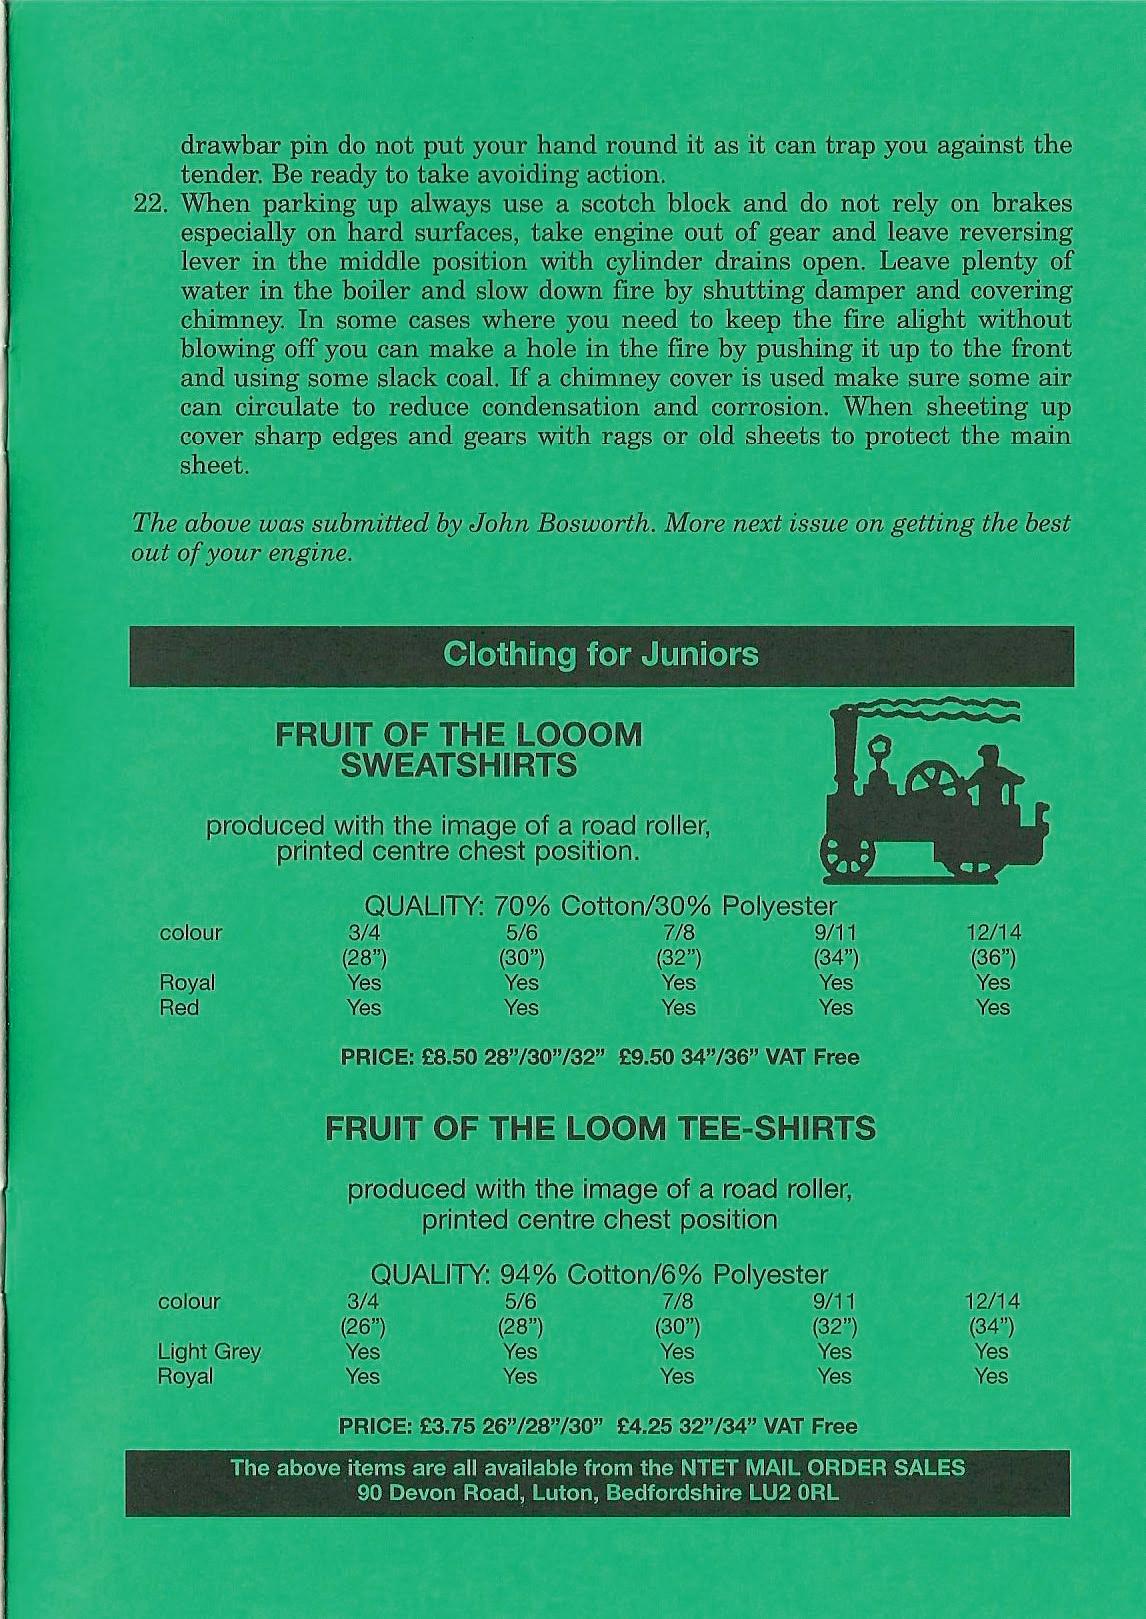 drawbar pin do not put your hand round it as it can trap you against the
tender. Be ready to take avoiding action.
22. When parking up always use a scotch block and do not rely on brakes
especially on hard surfaces, take engine out of gear and leave reversing
lever in the middle position with cylinder drains open. Leave plenty of
water in the boiler and slow down fire by shutting damper and covering
chimney. In some cases where you need to keep the fire alight without
blowing off you can make a hole in the fire by pushing it up to the front
and using some slack coal. If a chimney cover is used make sure some air
can circulate to reduce condensation and corrosion. When sheeting up
cover sharp edges and gears with rags or old sheets to protect the main
sheet.
The above was submitted by John Bosworth. More next issue on getting the best
out of your engine.
Clothing for Juniors
FRUIT OF THE LOOOM
SWEATSHIRTS
produced with the image of a road roller,
printed centre chest position.
QUALITY: 70% Cotton/30% Polyester
colour 3/4 5/6 7/8 9/11 12/14
(28”) (30”) (32”) (34”) (36”)
Royal Yes Yes Yes Yes Yes
Red Yes Yes Yes Yes Yes
PRICE: £8.50 28”/30”/32” £9.50 34”/36” VAT Free
FRUIT OF THE LOOM TEE-SHIRTS
produced with the image of a road roller,
printed centre chest position
QUALITY: 94% Cotton/6% Polyester
colour 3/4 5/6 7/8 9/11 12/14
(26”) (28”) (30”) (32”) (34”)
Light Grey Yes Yes Yes Yes Yes
Royal Yes Yes Yes Yes Yes
PRICE: £3.75 26”/28”/30” £4.25 32”/34” VAT Free
The above items are all available from the NTET MAIL ORDER SALES
90 Devon Road, Luton, Bedfordshire LU2 0RL